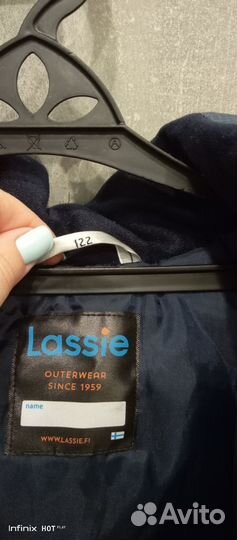 122
Lassie
OUTERWEAR
SINCE 1959
name
WWW.LASSIE.FI
Infinix HOT
Avito